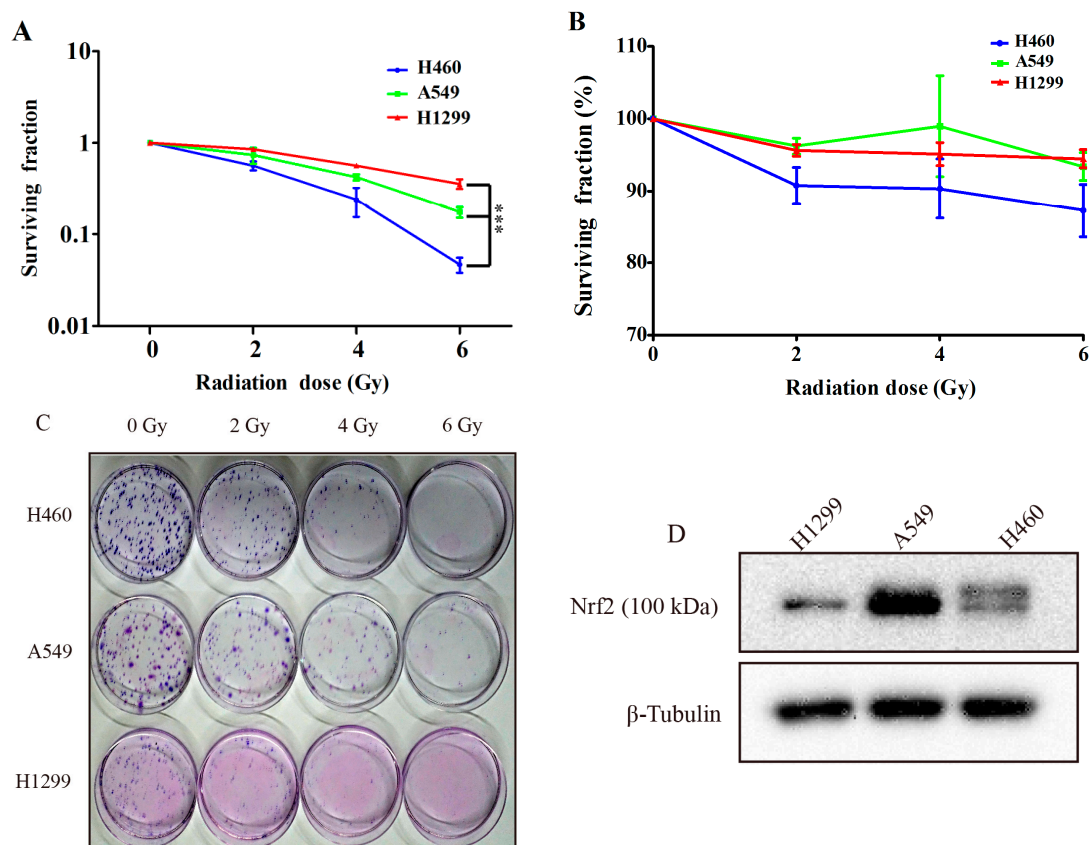 A
10
1
0.1
0.01
Surviving fraction
H460
A549
H1299
***
0 2 4 6
Radiation dose (Gy)
B
110
100
90
80
70
Surviving fraction (%)
H460
A549
H1299
0 2 4 6
Radiation dose (Gy)
C
0 Gy 2 Gy 4 Gy 6 Gy
H460
A549
H1299
D
H1299 A549 H460
Nrf2 (100 kDa)
β-Tubulin